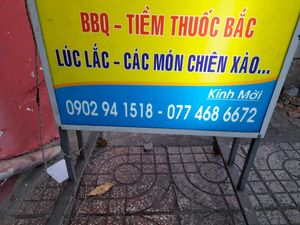 BBQ – TIỀM THUỐC BẮC
LÚC LẮC – CÁC MÓN CHIÊN XÀO...
Kính Mời
0902 94 1518 - 077 468 6672